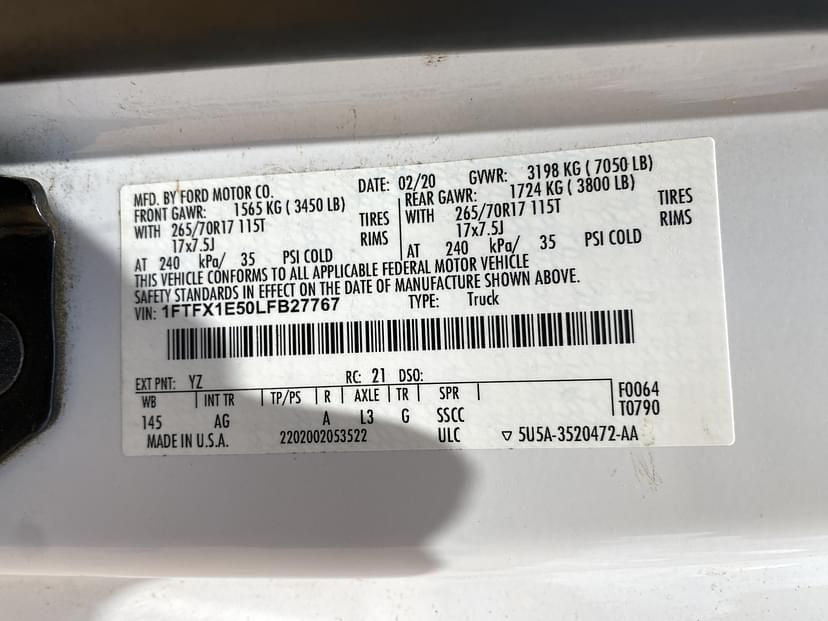 MFD. BY FORD MOTOR CO.
DATE: 02/20 GVWR: 3198 KG ( 7050 LB)
FRONT GAWR: 1565 KG ( 3450 LB)
WITH 265/70R17 115T TIRES
17x7.5J RIMS
AT 240 kPa/ 35 PSI COLD
REAR GAWR: 1724 KG ( 3800 LB)
WITH 265/70R17 115T TIRES
17x7.5J RIMS
AT 240 kPa/ 35 PSI COLD
THIS VEHICLE CONFORMS TO ALL APPLICABLE FEDERAL MOTOR VEHICLE
SAFETY STANDARDS IN EFFECT ON THE DATE OF MANUFACTURE SHOWN ABOVE.
VIN: 1FTFX1E50LFB27767 TYPE: Truck
EXT PNT: YZ RC: 21 DSO:
WB INT TR TP/PS R AXLE TR SPR
145 AG A L3 G SSCC
F0064
T0790
MADE IN U.S.A. 2202002053522 ULC ▽ 5U5A-3520472-AA